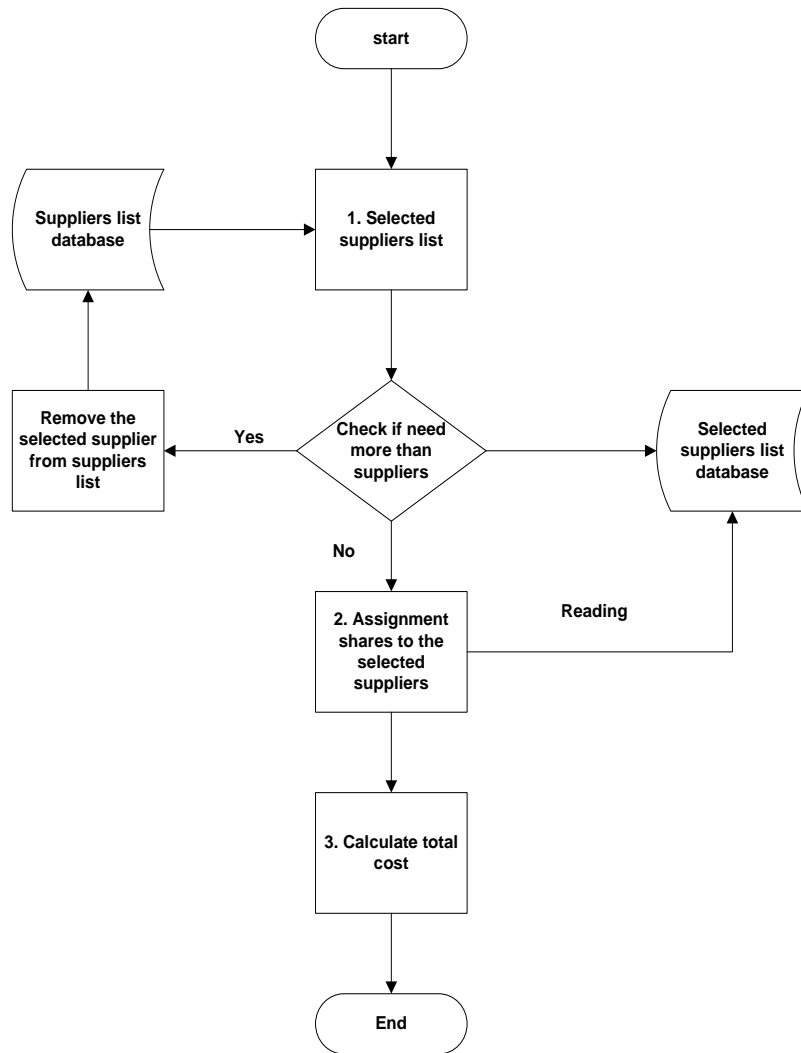 start
Suppliers list
database
1. Selected
suppliers list
Remove the
selected supplier
from suppliers
list
Yes
Check if need
more than
suppliers
Selected
suppliers list
database
No
2. Assignment
shares to the
selected
suppliers
Reading
3. Calculate total
cost
End